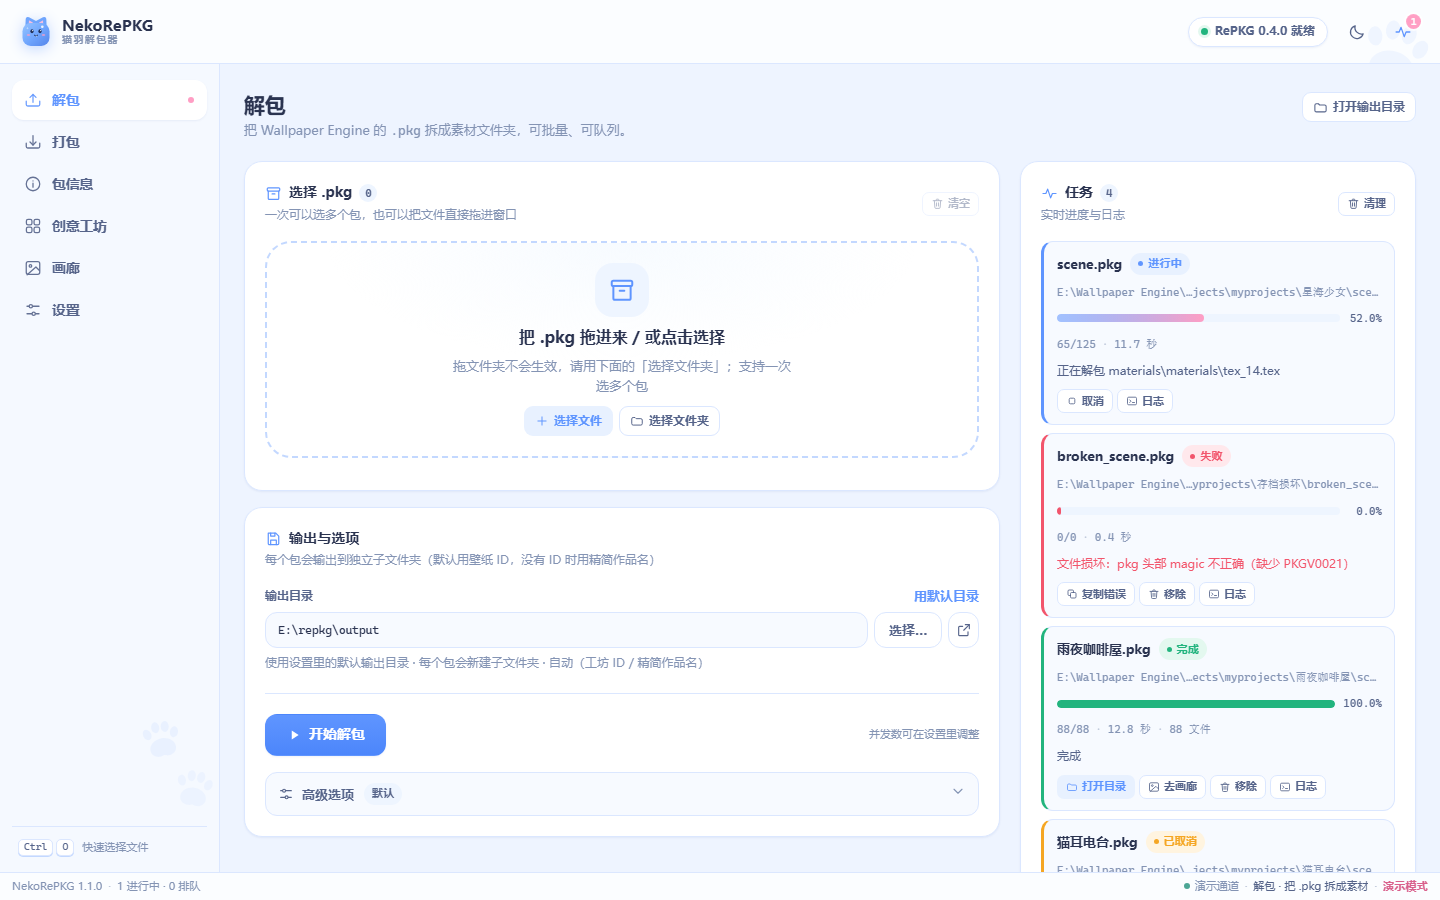 NekoRePKG
猫羽解包器
RePKG 0.4.0 就绪
1
解包
打包
包信息
创意工坊
画廊
设置
Ctrl O 快速选择文件
解包
把 Wallpaper Engine 的 .pkg 拆成素材文件夹，可批量、可队列。
打开输出目录
选择 .pkg 0
一次可以选多个包，也可以把文件直接拖进窗口
清空
把 .pkg 拖进来 / 或点击选择
拖文件夹不会生效，请用下面的「选择文件夹」；支持一次
选多个包
选择文件
选择文件夹
输出与选项
每个包会输出到独立子文件夹（默认用壁纸 ID，没有 ID 时用精简作品名）
输出目录
用默认目录
E:\repkg\output
选择...
使用设置里的默认输出目录 · 每个包会新建子文件夹 · 自动（工坊 ID / 精简作品名）
开始解包
并发数可在设置里调整
高级选项 默认
任务 4
实时进度与日志
清理
scene.pkg 进行中
E:\Wallpaper Engine\…jects\myprojects\星海少女\sce…
52.0%
65/125 · 11.7 秒
正在解包 materials\materials\tex_14.tex
取消
日志
broken_scene.pkg 失败
E:\Wallpaper Engine\…yprojects\存档损坏\broken_sce…
0.0%
0/0 · 0.4 秒
文件损坏：pkg 头部 magic 不正确（缺少 PKGV0021）
复制错误
移除
日志
雨夜咖啡屋.pkg 完成
E:\Wallpaper Engine\…ects\myprojects\雨夜咖啡屋\sc…
100.0%
88/88 · 12.8 秒 · 88 文件
完成
打开目录
去画廊
移除
日志
猫耳电台.pkg 已取消
E:\Wallpaper Engine\…jects\myprojects\猫耳电台\sce…
NekoRePKG 1.1.0 · 1 进行中 · 0 排队
演示通道 · 解包 · 把 .pkg 拆成素材 · 演示模式